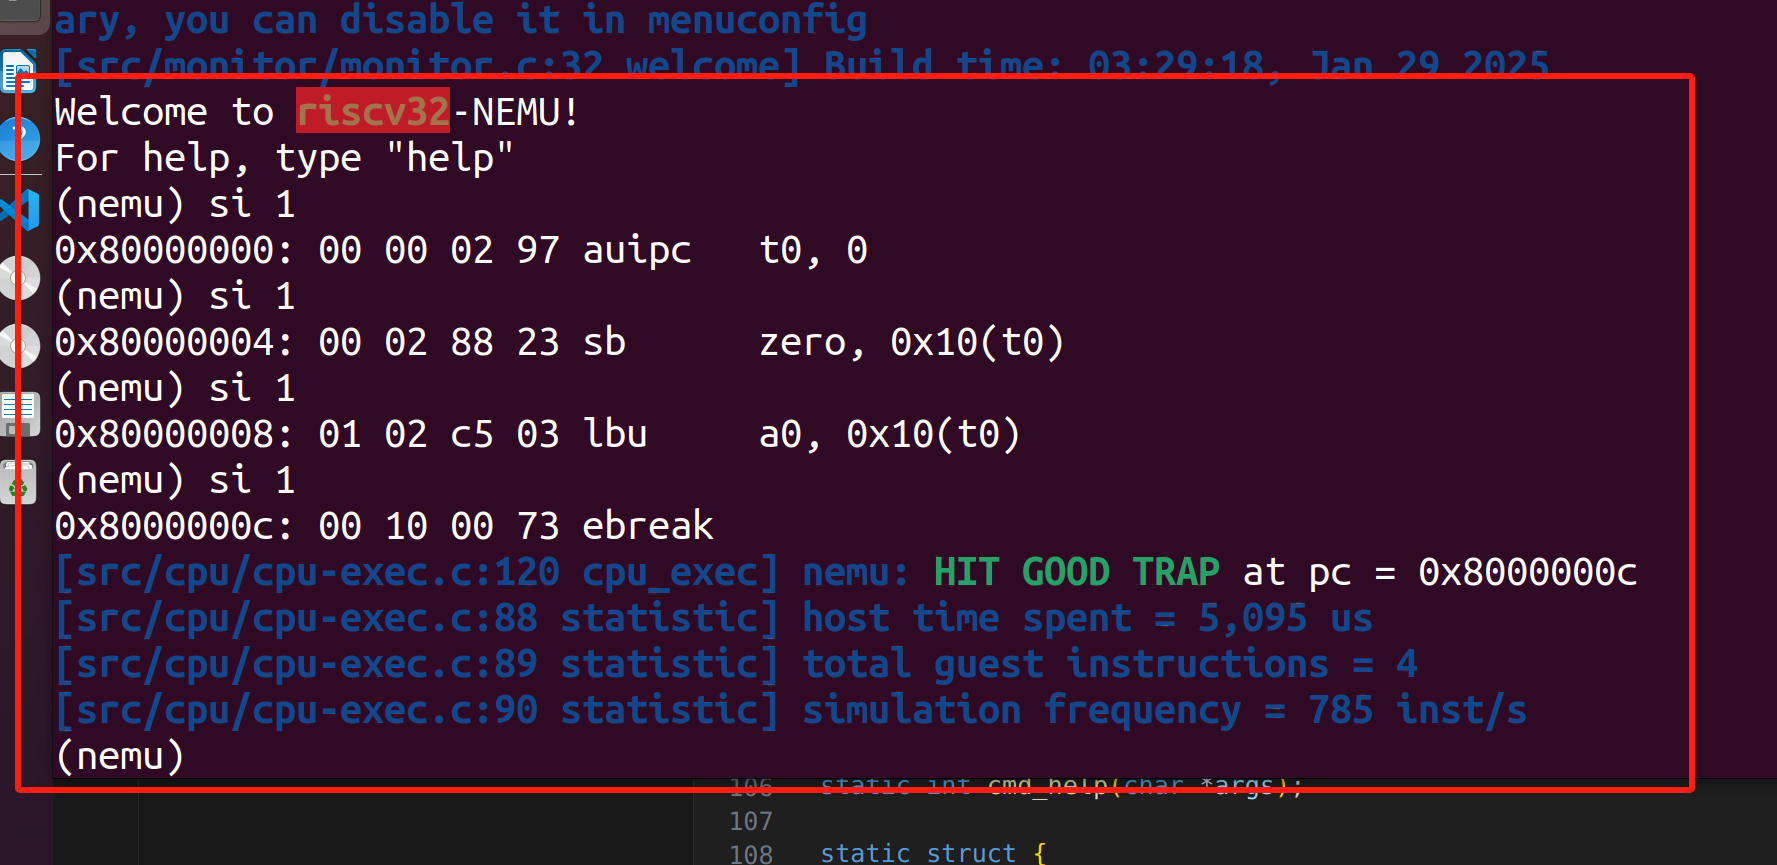 ary, you can disable it in menuconfig
[src/monitor/monitor.c:32 welcome] Build time: 03:29:18, Jan 29 2025
Welcome to riscv32-NEMU!
For help, type "help"
(nemu) si 1
0x80000000: 00 00 02 97 auipc   t0, 0
(nemu) si 1
0x80000004: 00 02 88 23 sb      zero, 0x10(t0)
(nemu) si 1
0x80000008: 01 02 c5 03 lbu     a0, 0x10(t0)
(nemu) si 1
0x8000000c: 00 10 00 73 ebreak
[src/cpu/cpu-exec.c:120 cpu_exec] nemu: HIT GOOD TRAP at pc = 0x8000000c
[src/cpu/cpu-exec.c:88 statistic] host time spent = 5,095 us
[src/cpu/cpu-exec.c:89 statistic] total guest instructions = 4
[src/cpu/cpu-exec.c:90 statistic] simulation frequency = 785 inst/s
(nemu)
106 static int cmd_help(char *args);
107
108 static struct {